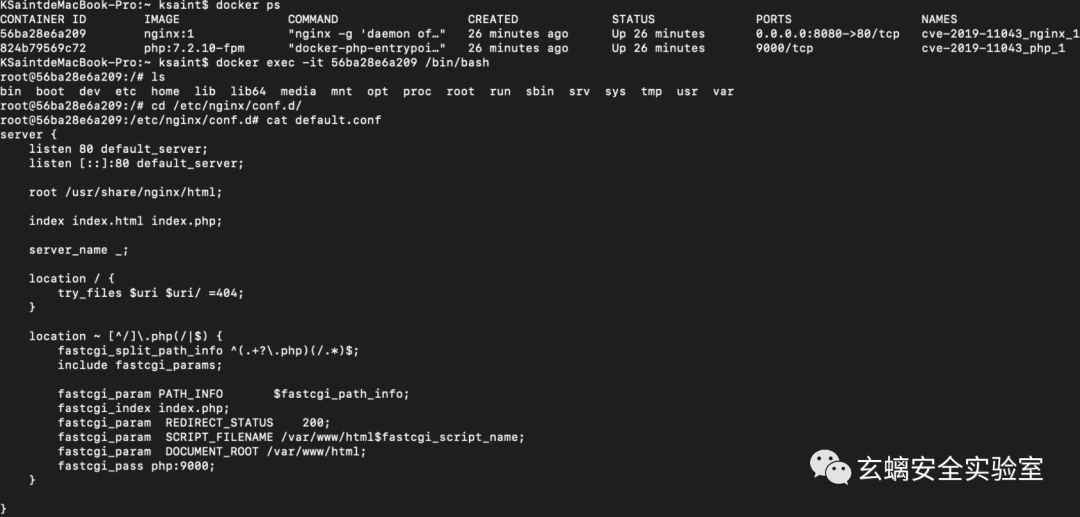 KSaintdeMacBook-Pro:~ ksaint$ docker ps
CONTAINER ID        IMAGE               COMMAND                  CREATED             STATUS              PORTS                  NAMES
56ba28e6a209        nginx:1             "nginx -g 'daemon of…"   26 minutes ago      Up 26 minutes       0.0.0.0:8080->80/tcp   cve-2019-11043_nginx_1
824b79569c72        php:7.2.10-fpm      "docker-php-entrypoi…"   26 minutes ago      Up 26 minutes       9000/tcp               cve-2019-11043_php_1
KSaintdeMacBook-Pro:~ ksaint$ docker exec -it 56ba28e6a209 /bin/bash
root@56ba28e6a209:/# ls
bin  boot  dev  etc  home  lib  lib64  media  mnt  opt  proc  root  run  sbin  srv  sys  tmp  usr  var
root@56ba28e6a209:/# cd /etc/nginx/conf.d/
root@56ba28e6a209:/etc/nginx/conf.d# cat default.conf
server {
    listen 80 default_server;
    listen [::]:80 default_server;
    root /usr/share/nginx/html;
    index index.html index.php;
    server_name _;
    location / {
        try_files $uri $uri/ =404;
    }
    location ~ [^/]\.php(/|$) {
        fastcgi_split_path_info ^(.+?\.php)(/.*)$;
        include fastcgi_params;
        fastcgi_param PATH_INFO       $fastcgi_path_info;
        fastcgi_index index.php;
        fastcgi_param  REDIRECT_STATUS    200;
        fastcgi_param  SCRIPT_FILENAME /var/www/html$fastcgi_script_name;
        fastcgi_param  DOCUMENT_ROOT /var/www/html;
        fastcgi_pass php:9000;
    }
}
玄螭安全实验室